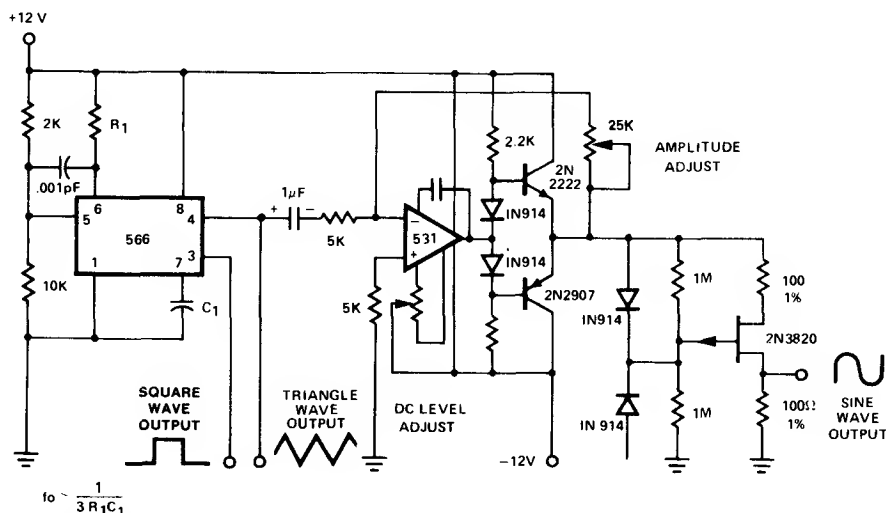 +12 V
2K
R1
.001pF
6
8
5
4
566
3
1
7
10K
C1
1µF
+
–
5K
–
531
+
5K
2.2K
2N
2222
IN914
IN914
2N2907
25K
AMPLITUDE
ADJUST
IN914
1M
100
1%
2N3820
IN 914
1M
100Ω
1%
SINE
WAVE
OUTPUT
SQUARE
WAVE
OUTPUT
TRIANGLE
WAVE
OUTPUT
DC LEVEL
ADJUST
–12V
fo ~ 1
3 R1C1